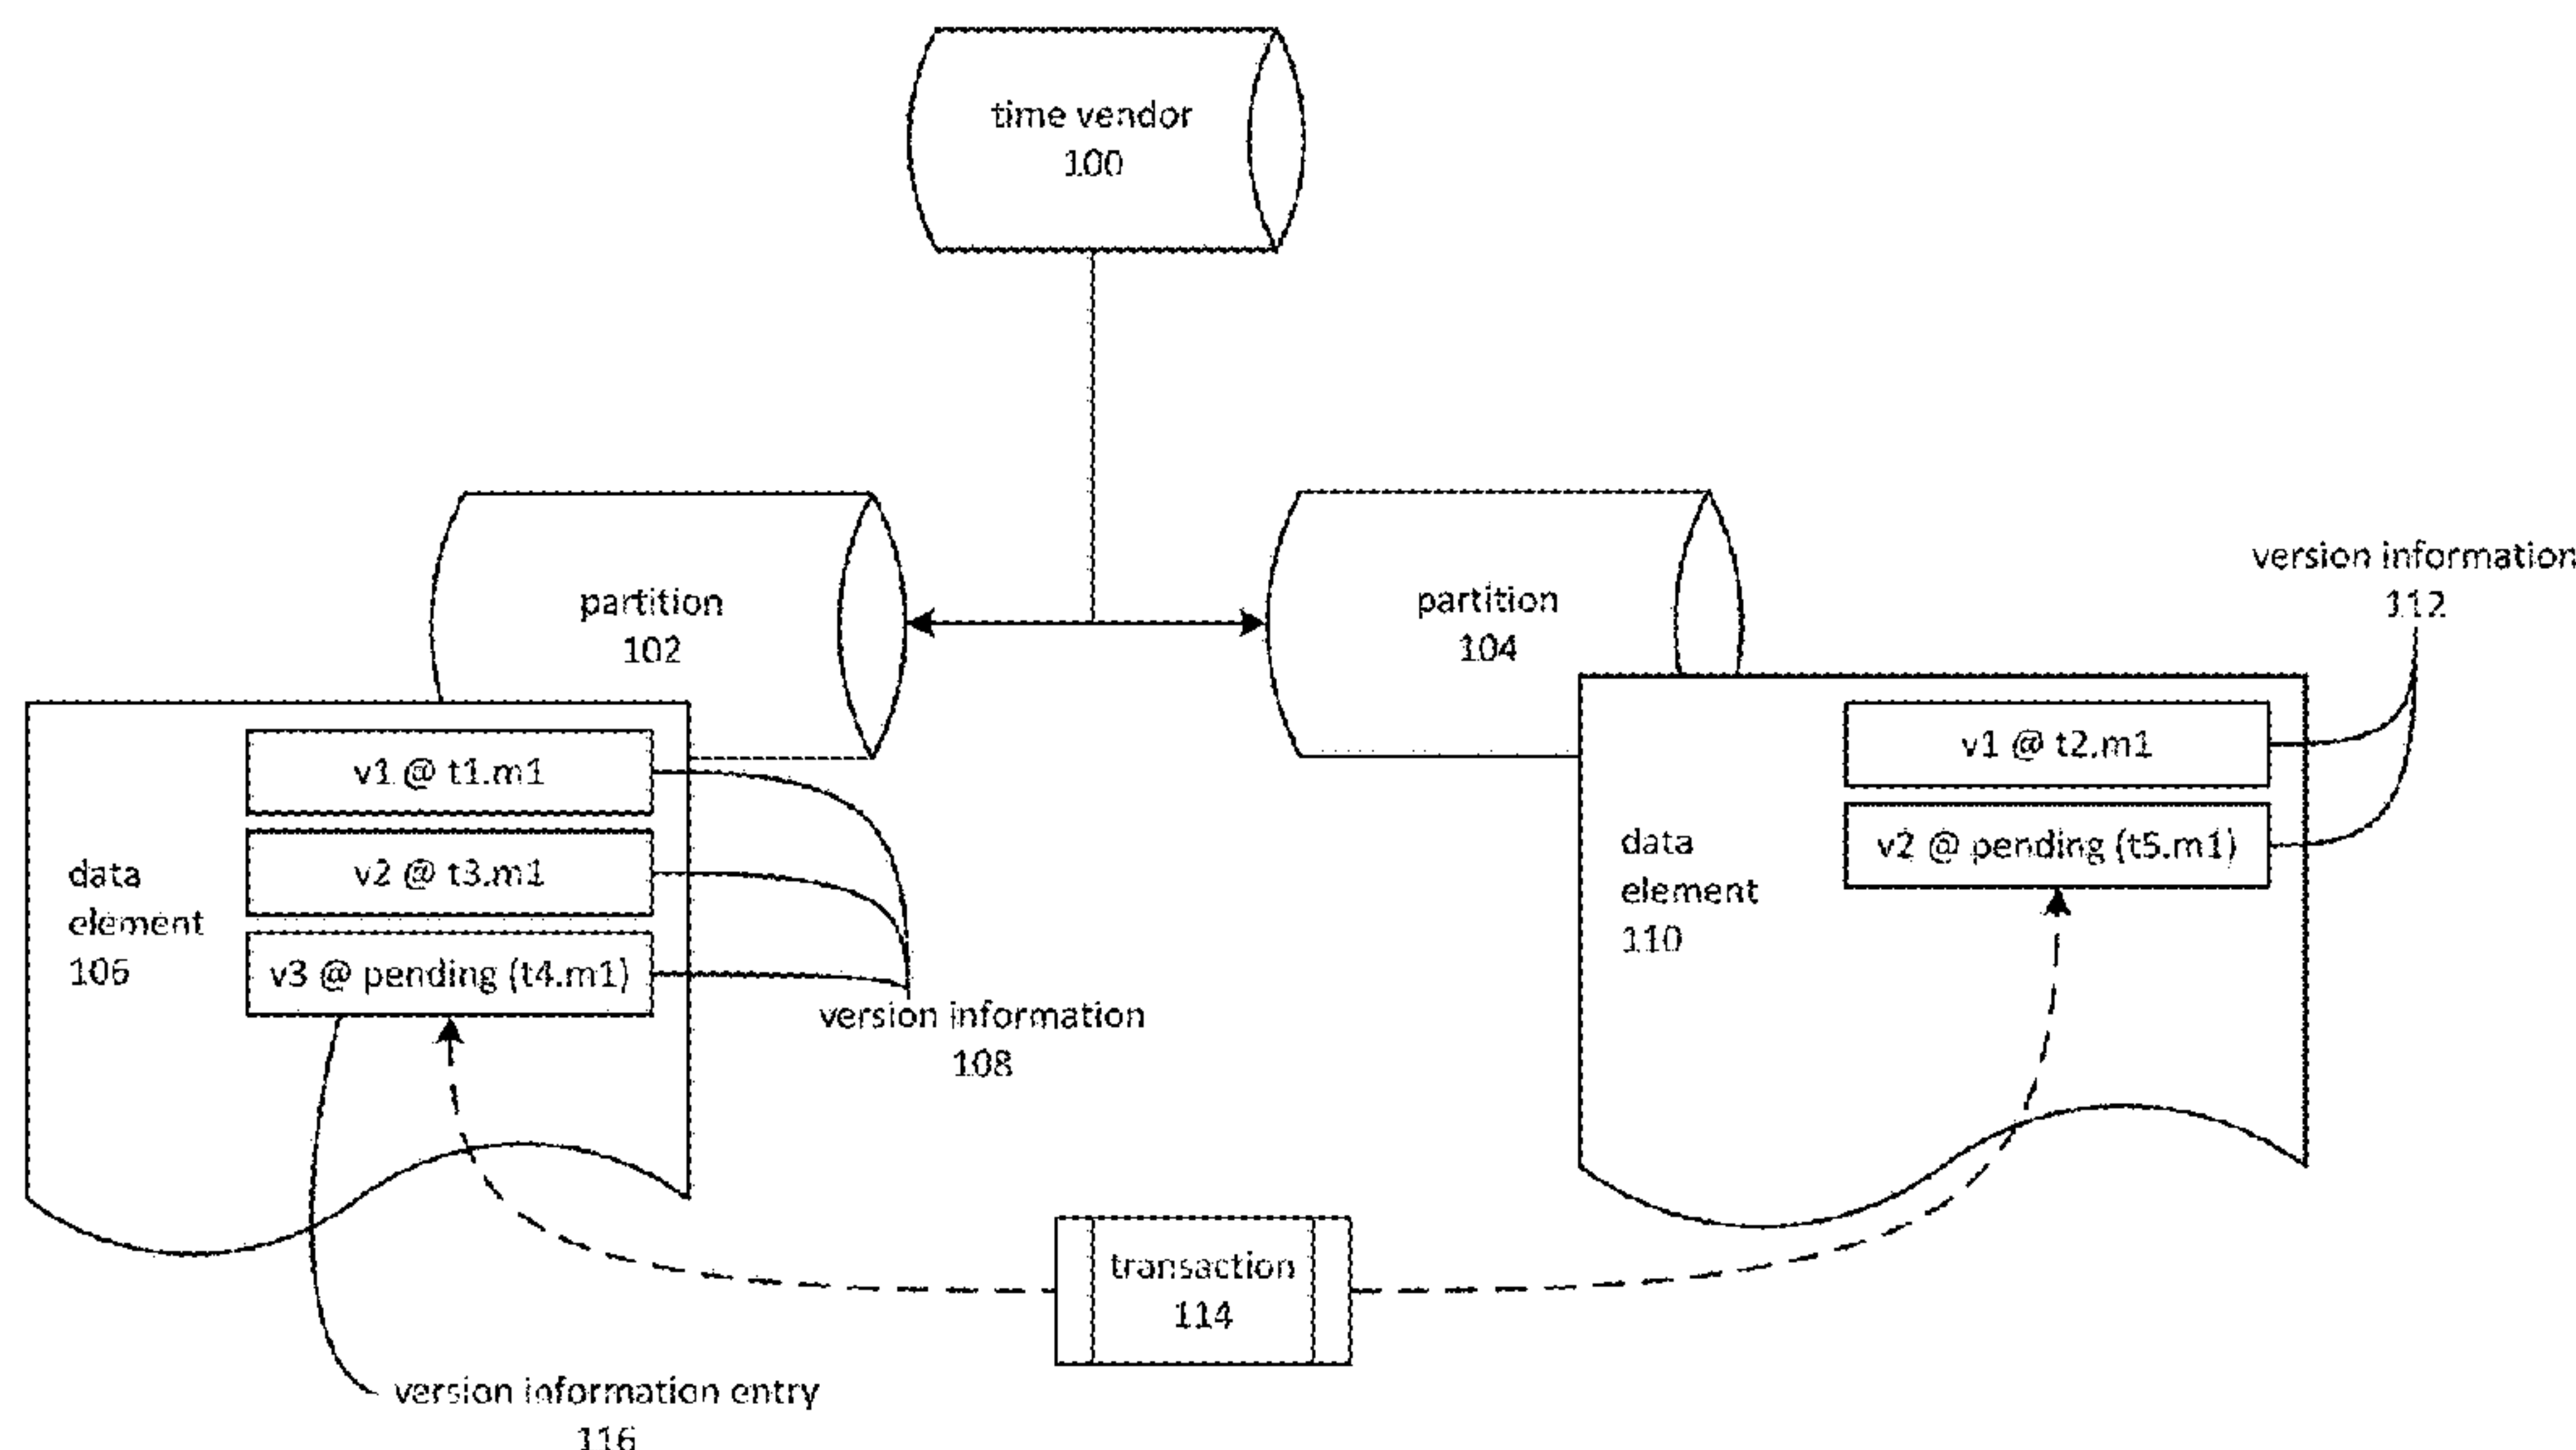 time vendor
100
partition
102
partition
104
version information
112
v1 @ t1.m1
v2 @ t3.m1
v3 @ pending (t4.m1)
data
element
106
version information
108
v1 @ t2.m1
v2 @ pending (t5.m1)
data
element
110
transaction
114
version information entry
116